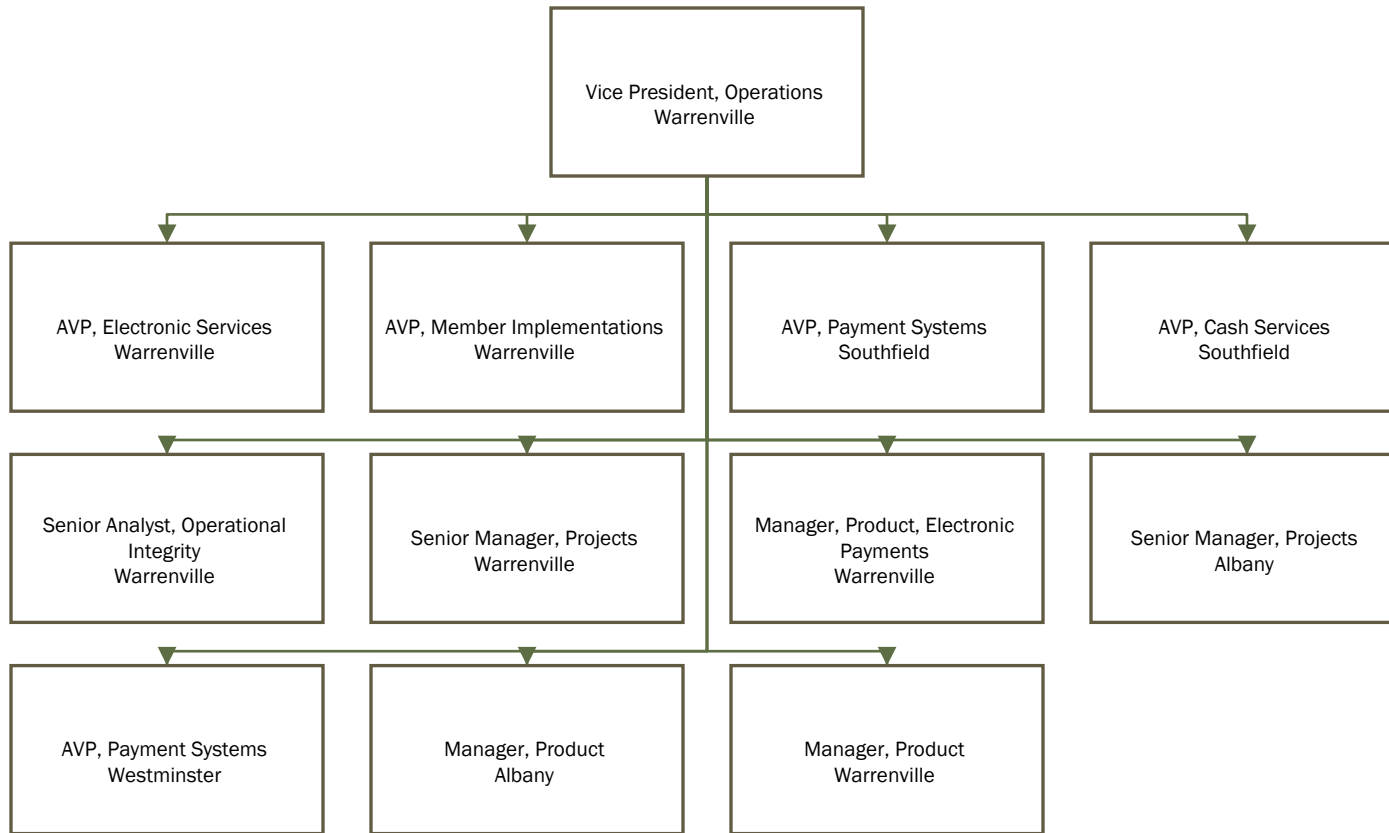 Vice President, Operations
Warrenville
AVP, Electronic Services
Warrenville
AVP, Member Implementations
Warrenville
AVP, Payment Systems
Southfield
AVP, Cash Services
Southfield
Senior Analyst, Operational
Integrity
Warrenville
Senior Manager, Projects
Warrenville
Manager, Product, Electronic
Payments
Warrenville
Senior Manager, Projects
Albany
AVP, Payment Systems
Westminster
Manager, Product
Albany
Manager, Product
Warrenville